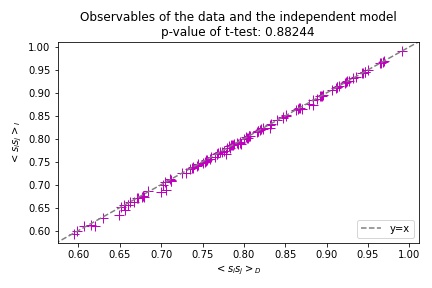 Observables of the data and the independent model
p-value of t-test: 0.88244
1.00
0.95
0.90
0.85
0.80
0.75
0.70
0.65
0.60
< s_i s_j >_I
y=x
0.60 0.65 0.70 0.75 0.80 0.85 0.90 0.95 1.00
< s_i s_j >_D